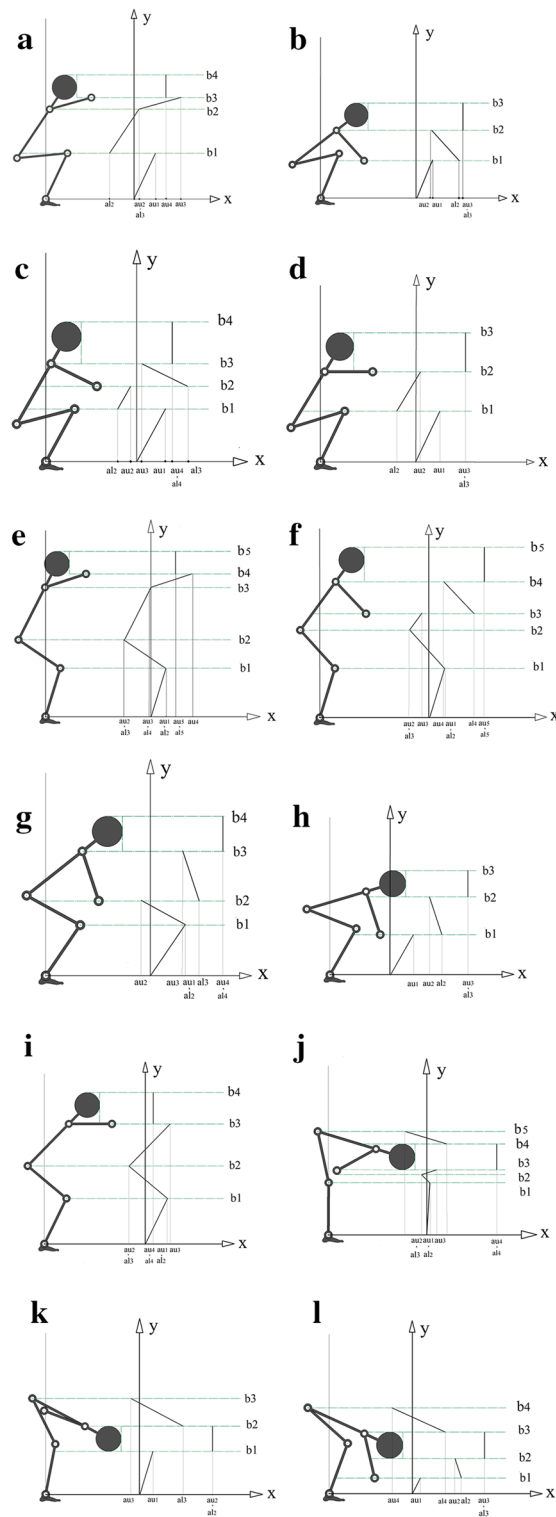 a
y
b4
b3
b2
b1
x
al2 au2 au1 au4 au3
al3
b
y
b3
b2
b1
x
au2 au1 al2 au3
al3
c
y
b4
b3
b2
b1
x
al2 au2 au3 au1 au4 al3
al4
d
y
b3
b2
b1
x
al2 au2 au1 au3
al3
e
y
b5
b4
b3
b2
b1
x
au2 au3 au1 au5 au4
al3 al4 al2 al5
f
y
b5
b4
b3
b2
b1
x
au2 au3 au4 au1 al4 au5
al3 al2 al5
g
y
b4
b3
b2
b1
x
au2 au3 au1 al3 au4
al2 al4
h
y
b3
b2
b1
x
au1 au2 al2 au3
al3
i
y
b4
b3
b2
b1
x
au2 au4 au1 au3
al3 al4 al2
j
y
b5
b4
b3
b2
b1
x
au2 au1 au3 au4
al3 al2 al4
k
y
b3
b2
b1
x
au3 au1 al3 au2
al2
l
y
b4
b3
b2
b1
x
au4 au1 al4 au2 al2 au3
al3